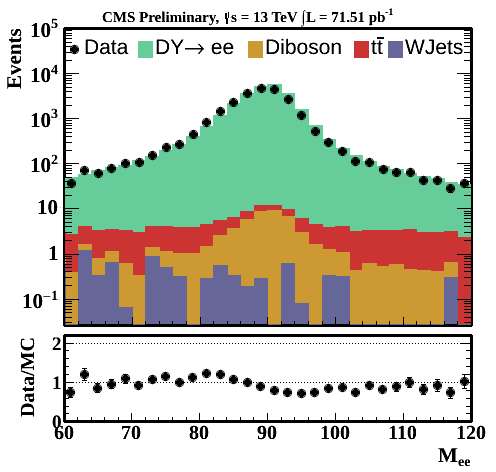 CMS Preliminary, √s = 13 TeV ∫L = 71.51 pb⁻¹
Events
Data DY→ ee Diboson tt̄ WJets
10⁵
10⁴
10³
10²
10
1
10⁻¹
Data/MC
2
1
0
60 70 80 90 100 110 120
Mee